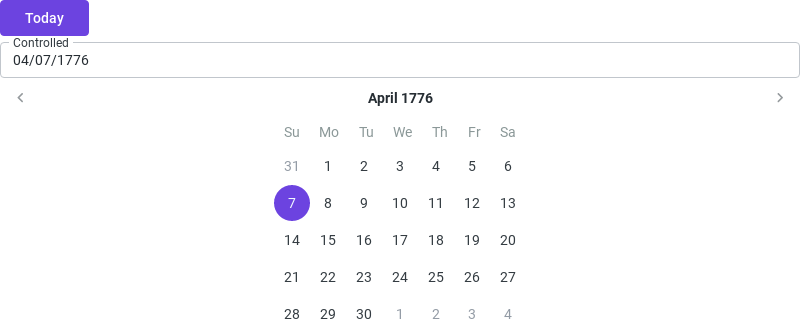 Today
Controlled
04/07/1776
April 1776
Su Mo Tu We Th Fr Sa
31 1 2 3 4 5 6
7 8 9 10 11 12 13
14 15 16 17 18 19 20
21 22 23 24 25 26 27
28 29 30 1 2 3 4